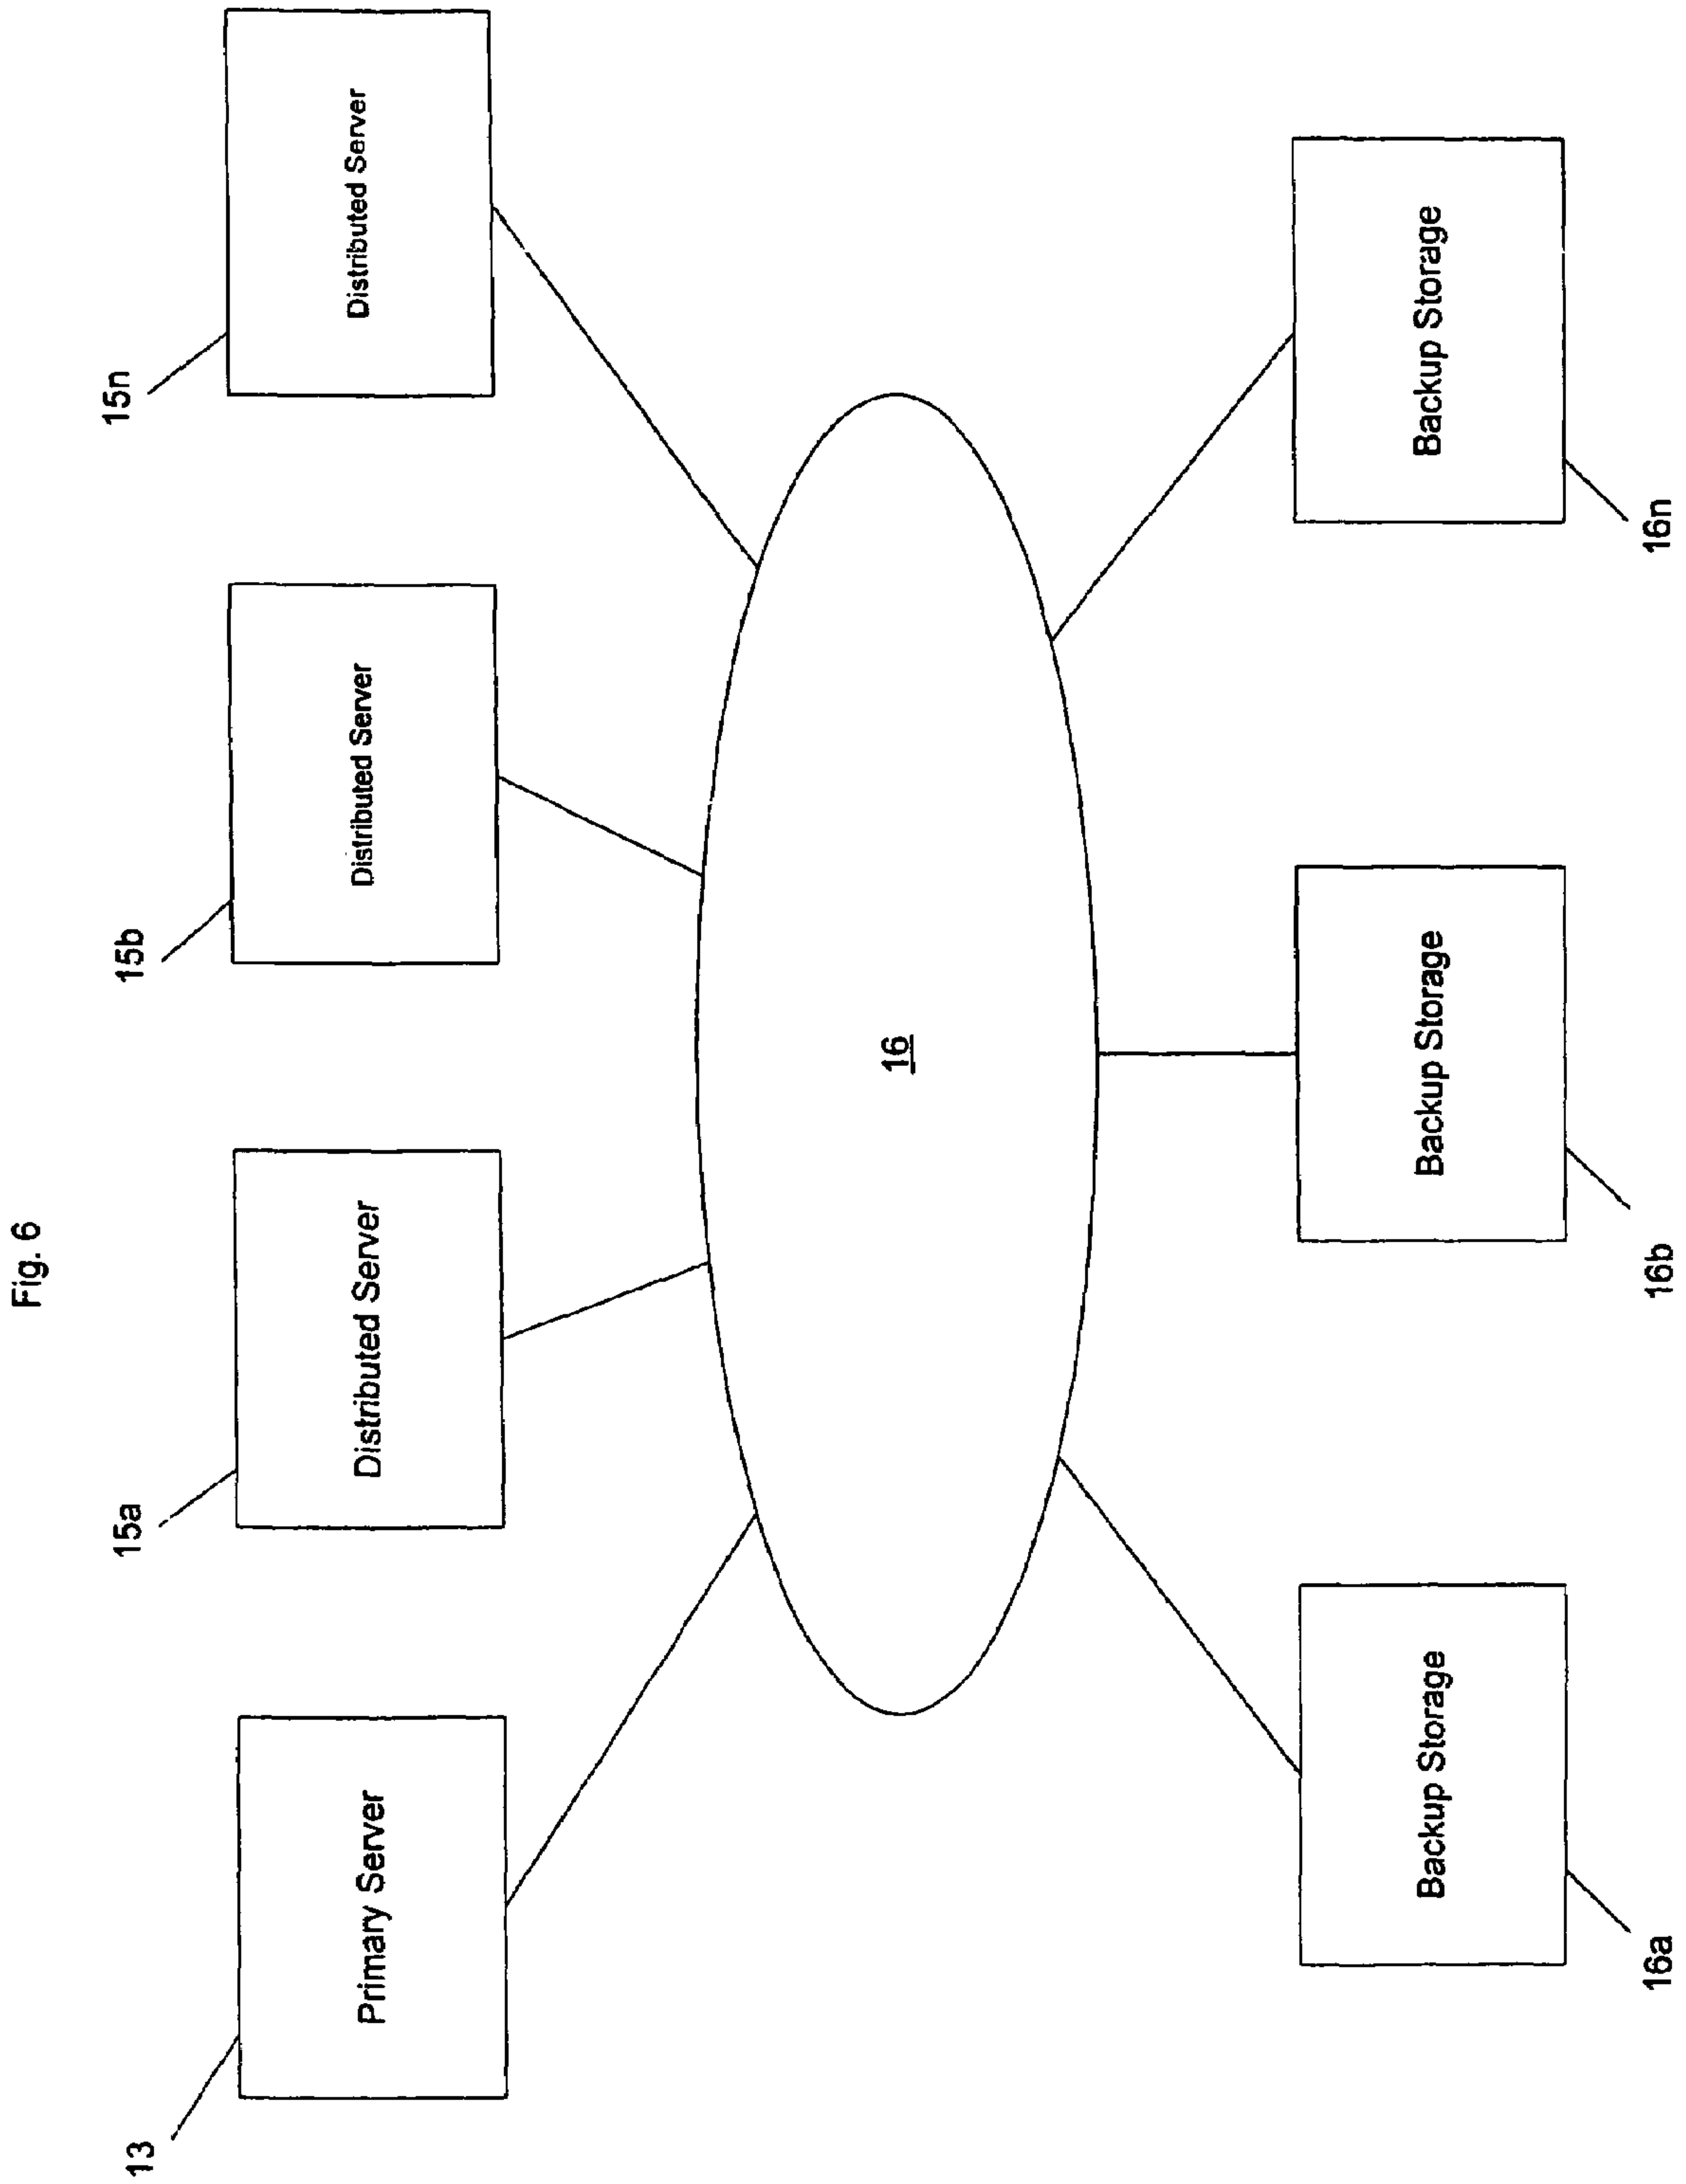 Fig. 6
13
15a
15b
15n
Primary Server
Distributed Server
Distributed Server
Distributed Server
16
Backup Storage
Backup Storage
Backup Storage
16a
16b
16n